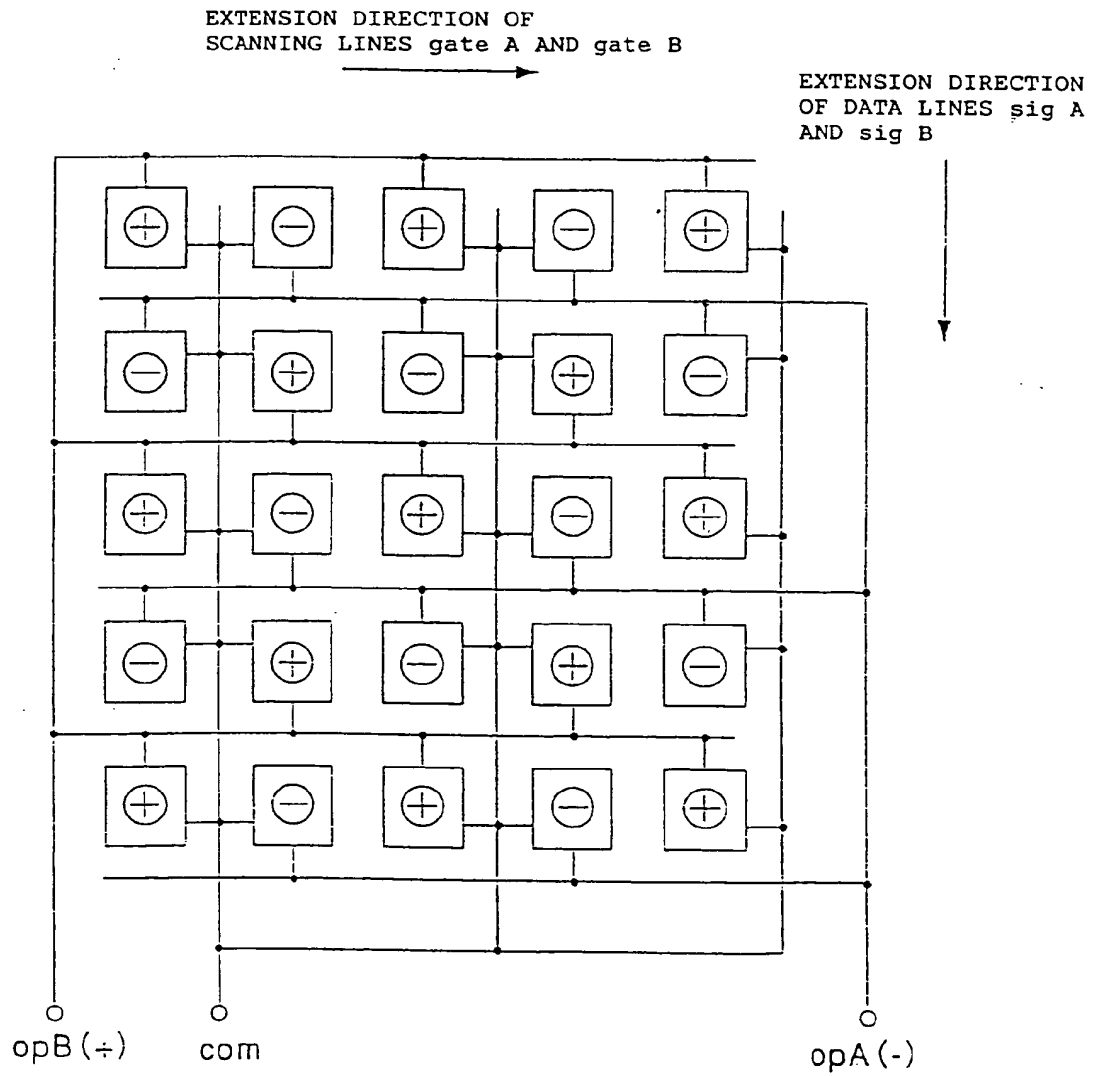 EXTENSION DIRECTION OF
SCANNING LINES gate A AND gate B
EXTENSION DIRECTION
OF DATA LINES sig A
AND sig B
opB(÷)
com
opA(-)